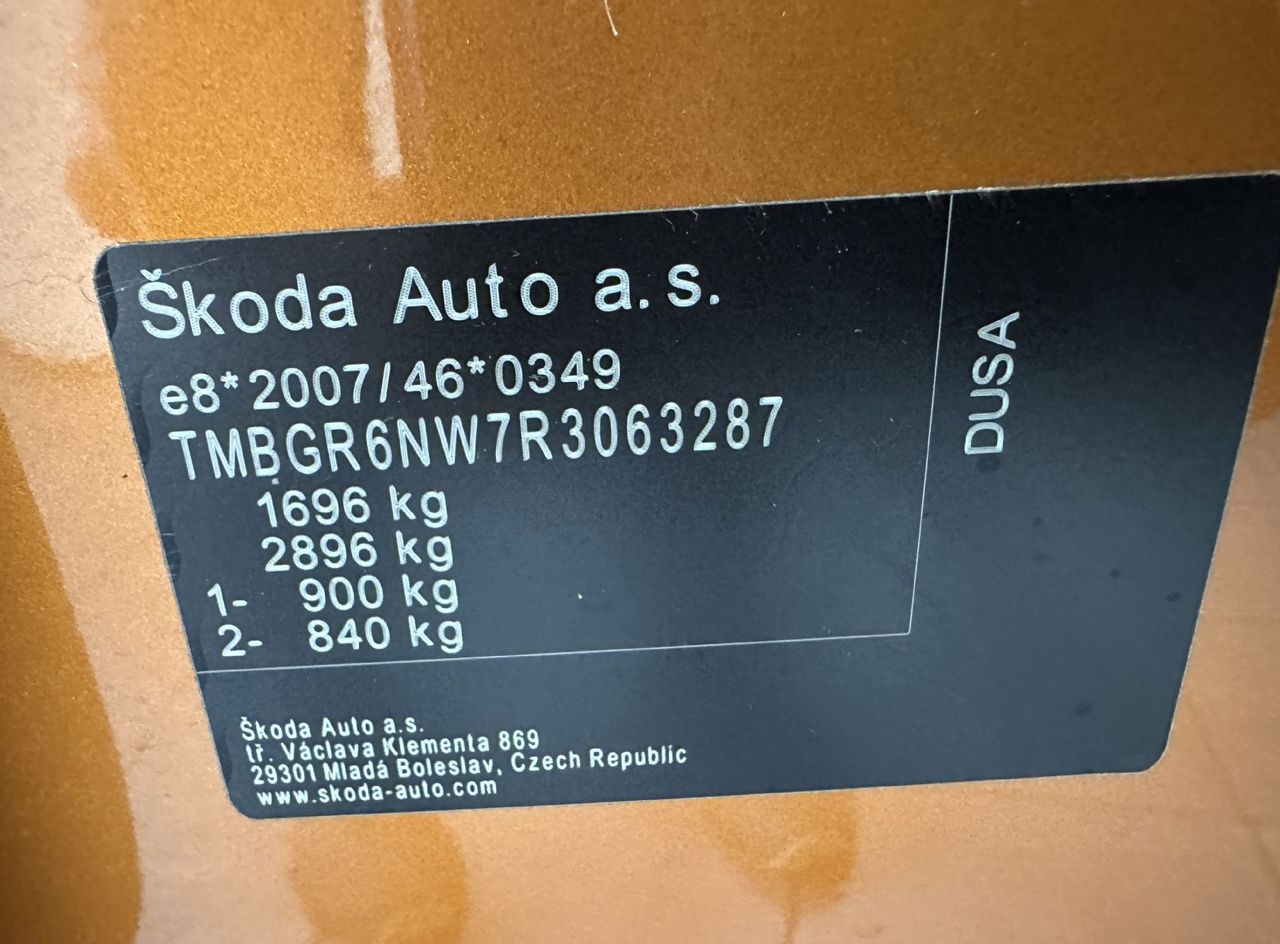 Škoda Auto a.s.
e8*2007/46*0349
TMBGR6NW7R3063287
1696 kg
2896 kg
1- 900 kg
2- 840 kg
DUSA
Škoda Auto a.s.
tř. Václava Klementa 869
29301 Mladá Boleslav, Czech Republic
www.skoda-auto.com